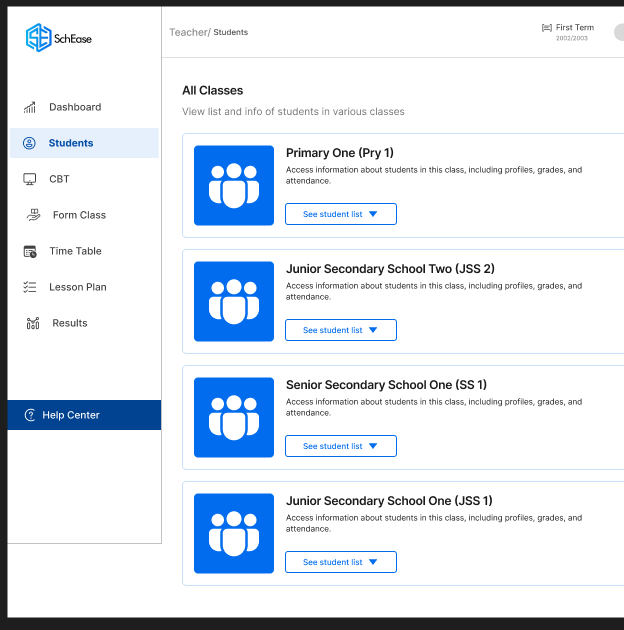 SchEase
Teacher/ Students
First Term
2002/2003
Dashboard
Students
CBT
Form Class
Time Table
Lesson Plan
Results
Help Center
All Classes
View list and info of students in various classes
Primary One (Pry 1)
Access information about students in this class, including profiles, grades, and
attendance.
See student list
Junior Secondary School Two (JSS 2)
Access information about students in this class, including profiles, grades, and
attendance.
See student list
Senior Secondary School One (SS 1)
Access information about students in this class, including profiles, grades, and
attendance.
See student list
Junior Secondary School One (JSS 1)
Access information about students in this class, including profiles, grades, and
attendance.
See student list